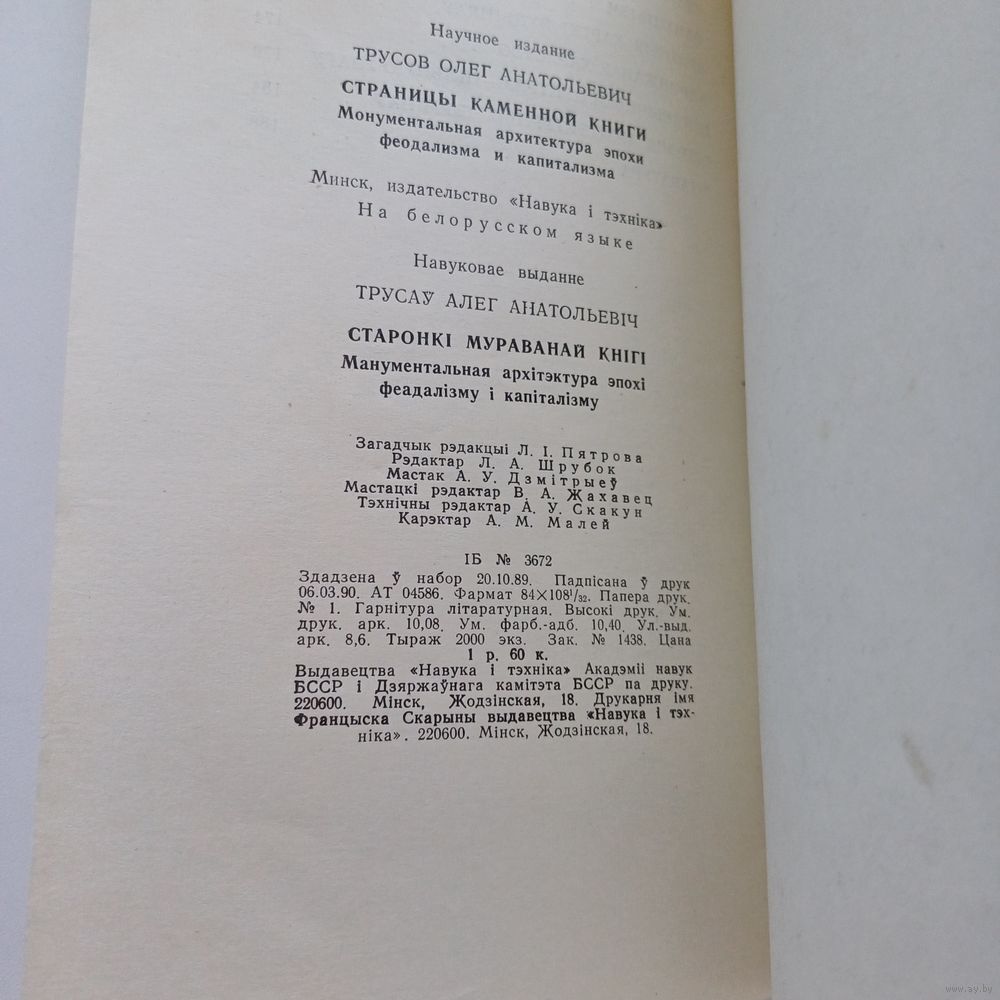 Научное издание
ТРУСОВ ОЛЕГ АНАТОЛЬЕВИЧ
СТРАНИЦЫ КАМЕННОЙ КНИГИ
Монументальная архитектура эпохи
феодализма и капитализма
Минск, издательство «Навука і тэхніка»
На белорусском языке
Навуковае выданне
ТРУСАЎ АЛЕГ АНАТОЛЬЕВІЧ
СТАРОНКІ МУРАВАНАЙ КНІГІ
Манументальная архітэктура эпохі
феадалізму і капіталізму
Загадчык рэдакцыі Л. І. Пятрова
Рэдактар Л. А. Шрубок
Мастак А. У. Дзмітрыеў
Мастацкі рэдактар В. А. Жахавец
Тэхнічны рэдактар А. У. Скакун
Карэктар А. М. Малей
ІБ № 3672
Здадзена ў набор 20.10.89. Падпісана ў друк
06.03.90. АТ 04586. Фармат 84×108¹/₃₂. Папера друк.
№ 1. Гарнітура літаратурная. Высокі друк. Ум.
друк. арк. 10,08. Ум. фарб.-адб. 10,40. Ул.-выд.
арк. 8,6. Тыраж 2000 экз. Зак. № 1438. Цана
1 р. 60 к.
Выдавецтва «Навука і тэхніка» Акадэміі навук
БССР і Дзяржаўнага камітэта БССР па друку.
220600. Мінск, Жодзінская, 18. Друкарня імя
Францыска Скарыны выдавецтва «Навука і тэх-
ніка». 220600. Мінск, Жодзінская, 18.
www.ay.by